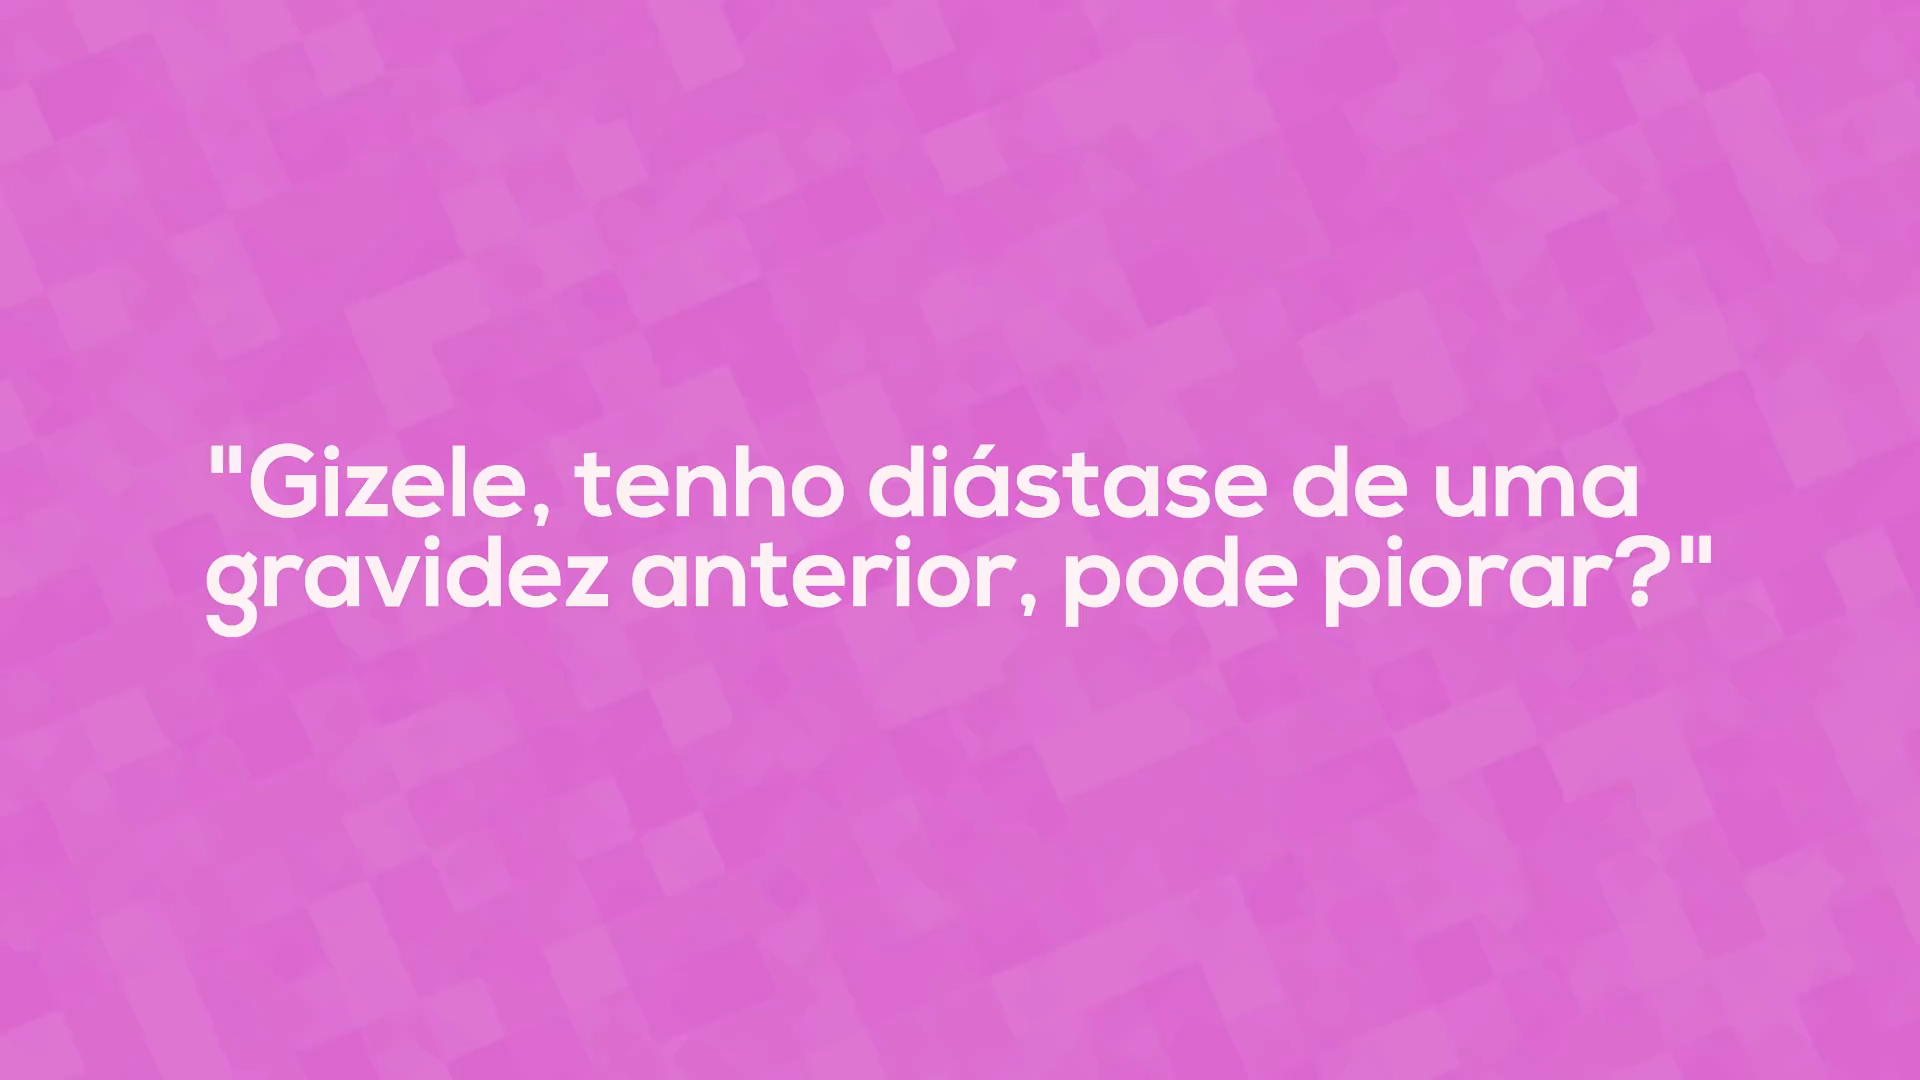 "Gizele, tenho diástase de uma
gravidez anterior, pode piorar?"